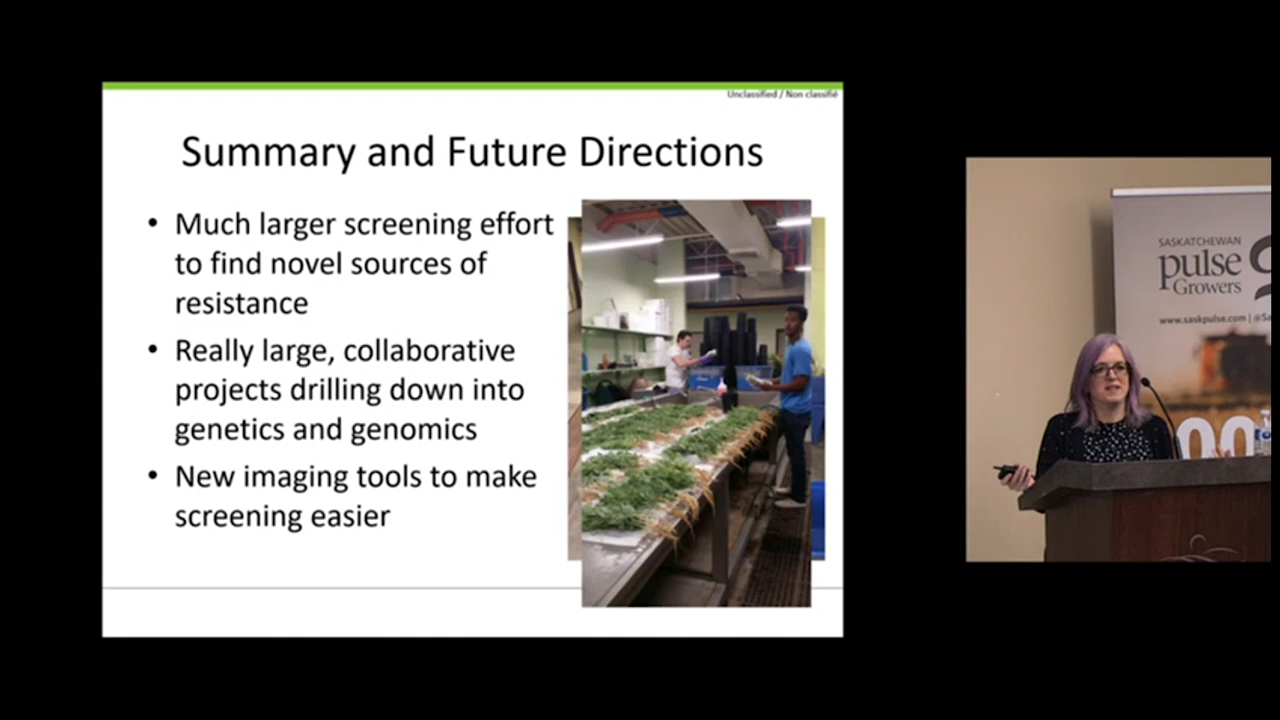 Unclassified / Non classifié
Summary and Future Directions
• Much larger screening effort
to find novel sources of
resistance
• Really large, collaborative
projects drilling down into
genetics and genomics
• New imaging tools to make
screening easier
SASKATCHEWAN
pulse
Growers
www.saskpulse.com | @Sa